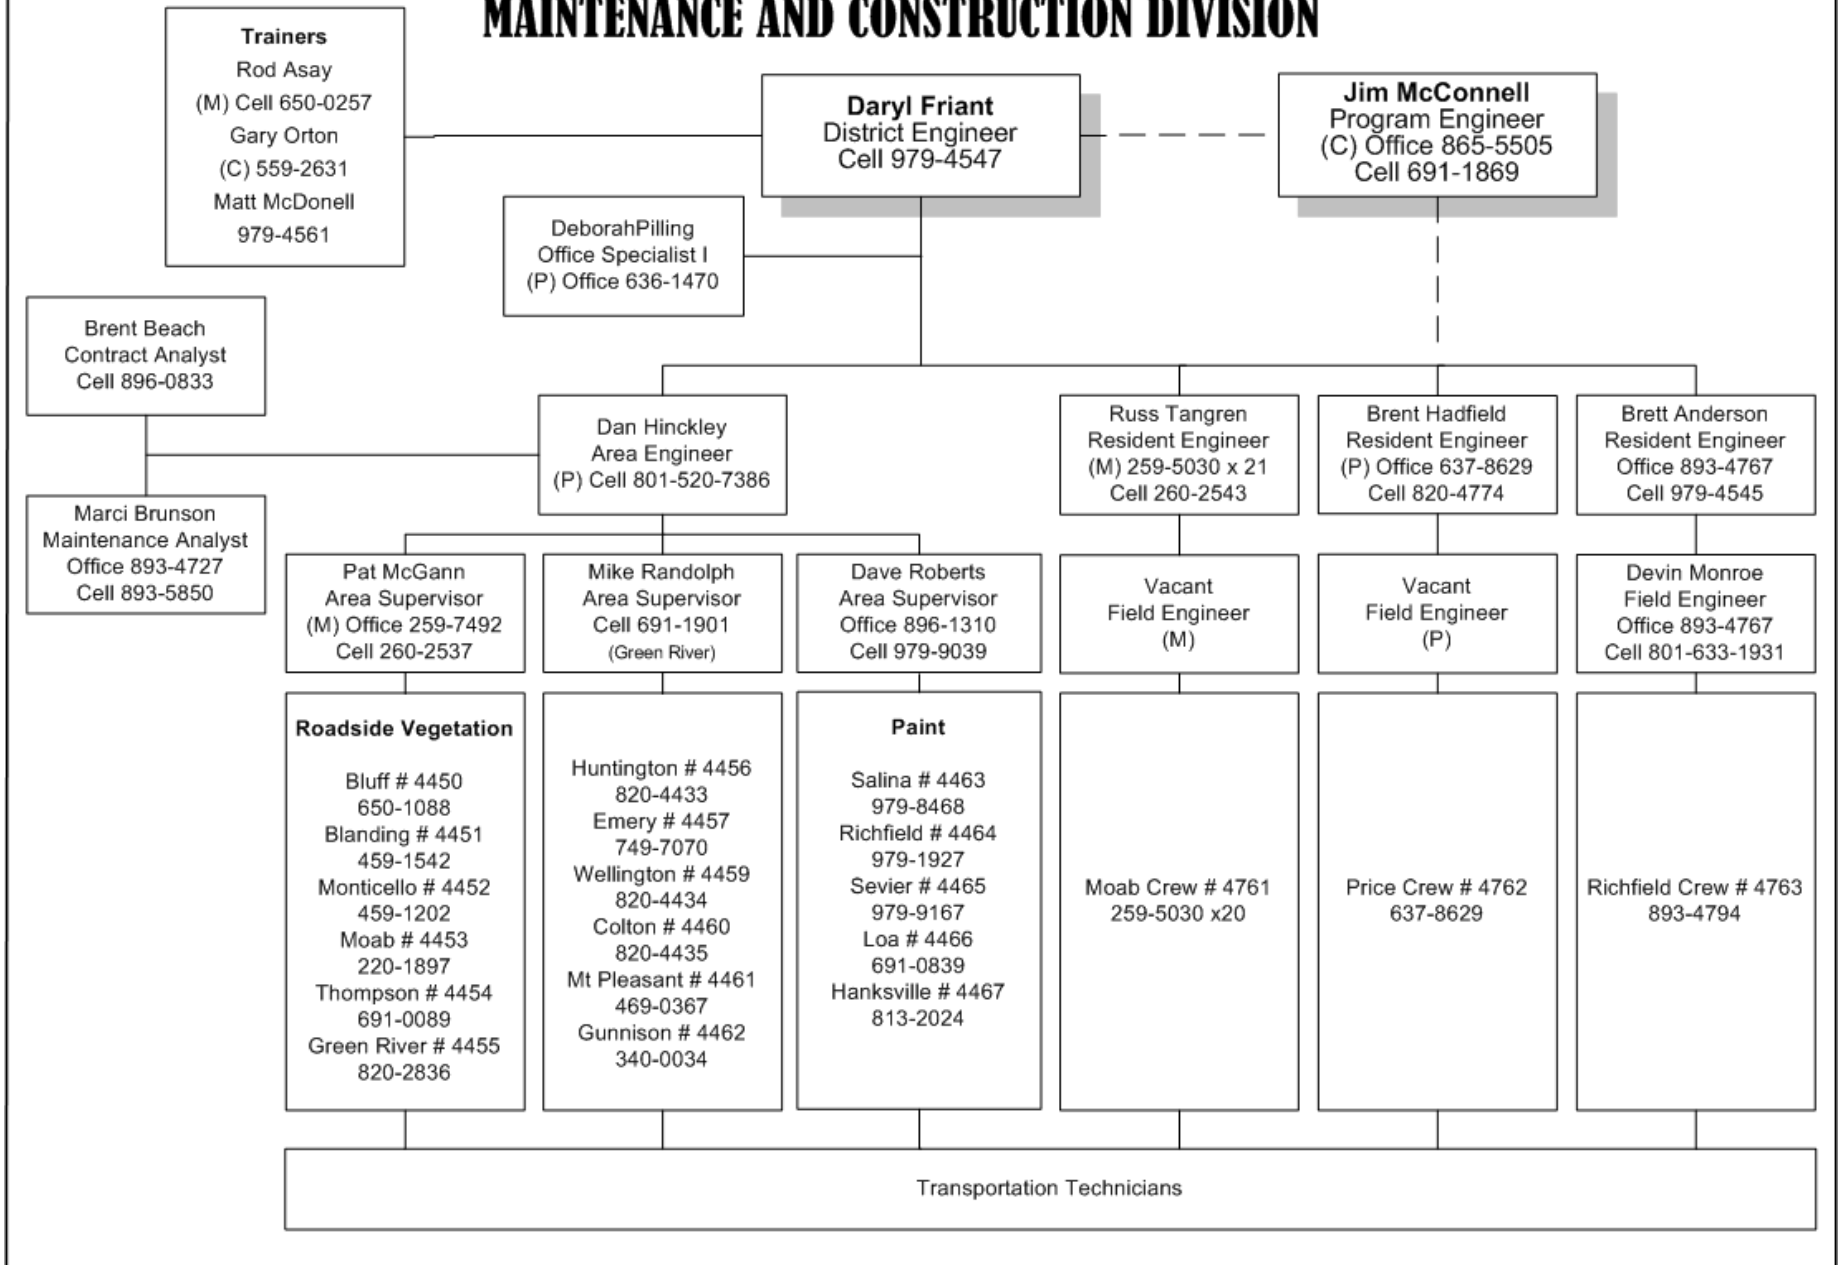 MAINTENANCE AND CONSTRUCTION DIVISION
Trainers
Rod Asay
(M) Cell 650-0257
Gary Orton
(C) 559-2631
Matt McDonell
979-4561
Daryl Friant
District Engineer
Cell 979-4547
Jim McConnell
Program Engineer
(C) Office 865-5505
Cell 691-1869
DeborahPilling
Office Specialist I
(P) Office 636-1470
Brent Beach
Contract Analyst
Cell 896-0833
Marci Brunson
Maintenance Analyst
Office 893-4727
Cell 893-5850
Dan Hinckley
Area Engineer
(P) Cell 801-520-7386
Russ Tangren
Resident Engineer
(M) 259-5030 x 21
Cell 260-2543
Brent Hadfield
Resident Engineer
(P) Office 637-8629
Cell 820-4774
Brett Anderson
Resident Engineer
Office 893-4767
Cell 979-4545
Pat McGann
Area Supervisor
(M) Office 259-7492
Cell 260-2537
Mike Randolph
Area Supervisor
Cell 691-1901
(Green River)
Dave Roberts
Area Supervisor
Office 896-1310
Cell 979-9039
Vacant
Field Engineer
(M)
Vacant
Field Engineer
(P)
Devin Monroe
Field Engineer
Office 893-4767
Cell 801-633-1931
Roadside Vegetation
Bluff # 4450
650-1088
Blanding # 4451
459-1542
Monticello # 4452
459-1202
Moab # 4453
220-1897
Thompson # 4454
691-0089
Green River # 4455
820-2836
Huntington # 4456
820-4433
Emery # 4457
749-7070
Wellington # 4459
820-4434
Colton # 4460
820-4435
Mt Pleasant # 4461
469-0367
Gunnison # 4462
340-0034
Paint
Salina # 4463
979-8468
Richfield # 4464
979-1927
Sevier # 4465
979-9167
Loa # 4466
691-0839
Hanksville # 4467
813-2024
Moab Crew # 4761
259-5030 x20
Price Crew # 4762
637-8629
Richfield Crew # 4763
893-4794
Transportation Technicians